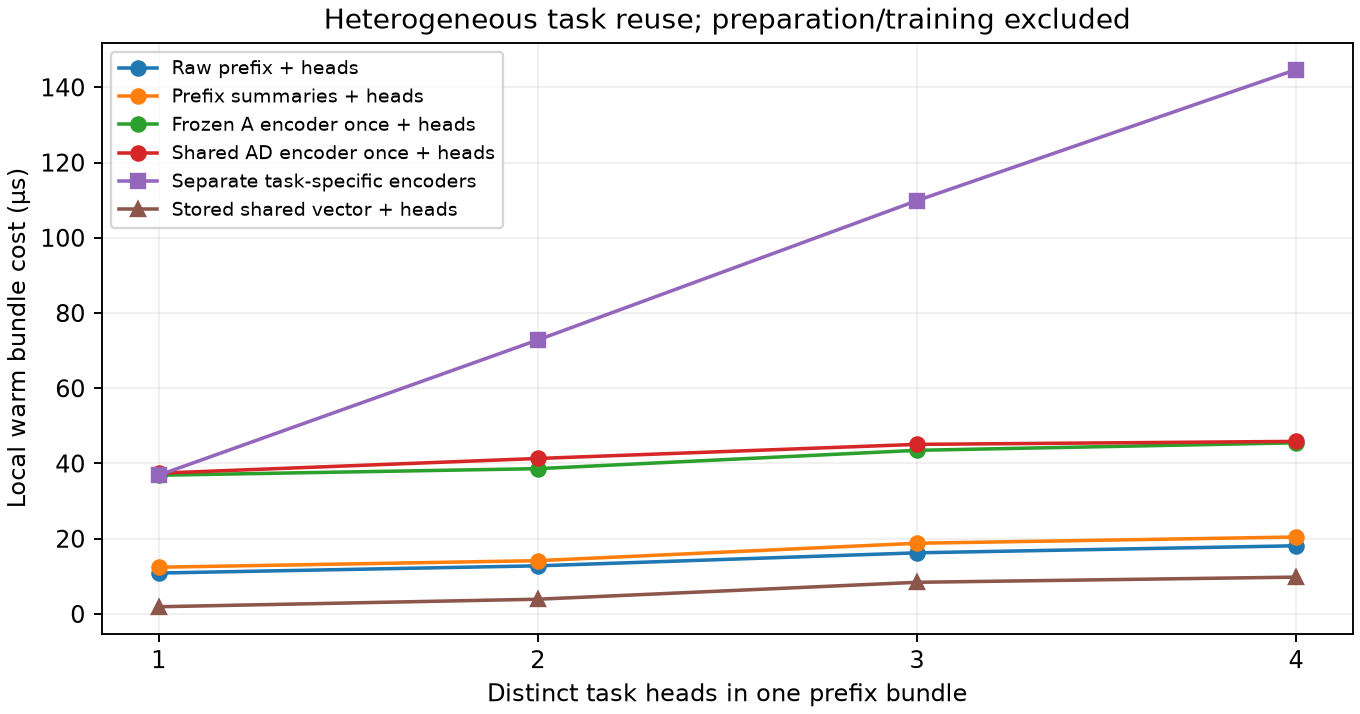 Heterogeneous task reuse; preparation/training excluded
Raw prefix + heads
Prefix summaries + heads
Frozen A encoder once + heads
Shared AD encoder once + heads
Separate task-specific encoders
Stored shared vector + heads
Local warm bundle cost (µs)
140
120
100
80
60
40
20
0
1
2
3
4
Distinct task heads in one prefix bundle